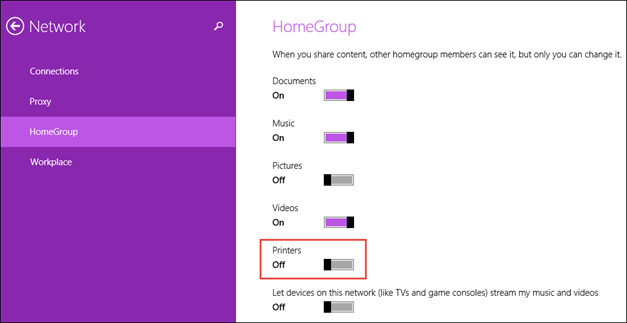 Network
Connections
Proxy
HomeGroup
Workplace
HomeGroup
When you share content, other homegroup members can see it, but only you can change it.
Documents
On
Music
On
Pictures
Off
Videos
On
Printers
Off
Let devices on this network (like TVs and game consoles) stream my music and videos
Off